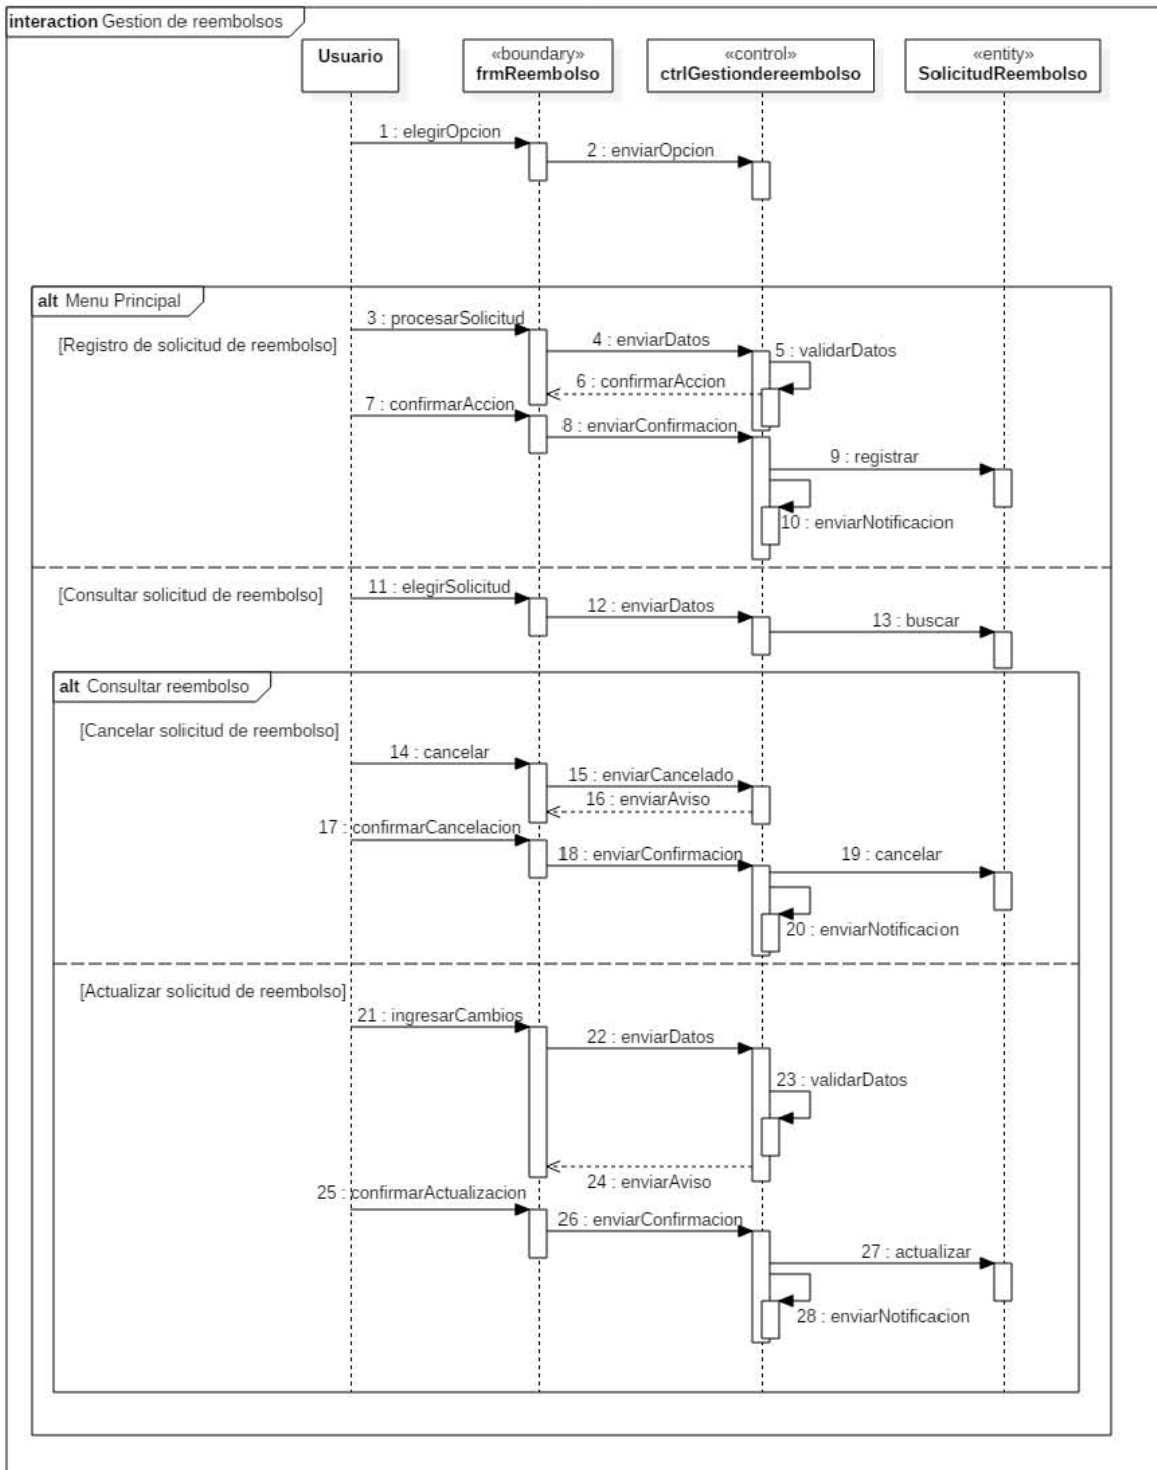 interaction Gestion de reembolsos
Usuario
«boundary»
frmReembolso
«control»
ctrlGestiondereembolso
«entity»
SolicitudReembolso
1 : elegirOpcion
2 : enviarOpcion
alt Menu Principal
3 : procesarSolicitud
[Registro de solicitud de reembolso]
4 : enviarDatos
5 : validarDatos
6 : confirmarAccion
7 : confirmarAccion
8 : enviarConfirmacion
9 : registrar
10 : enviarNotificacion
[Consultar solicitud de reembolso]
11 : elegirSolicitud
12 : enviarDatos
13 : buscar
alt Consultar reembolso
[Cancelar solicitud de reembolso]
14 : cancelar
15 : enviarCancelado
16 : enviarAviso
17 : confirmarCancelacion
18 : enviarConfirmacion
19 : cancelar
20 : enviarNotificacion
[Actualizar solicitud de reembolso]
21 : ingresarCambios
22 : enviarDatos
23 : validarDatos
24 : enviarAviso
25 : confirmarActualizacion
26 : enviarConfirmacion
27 : actualizar
28 : enviarNotificacion